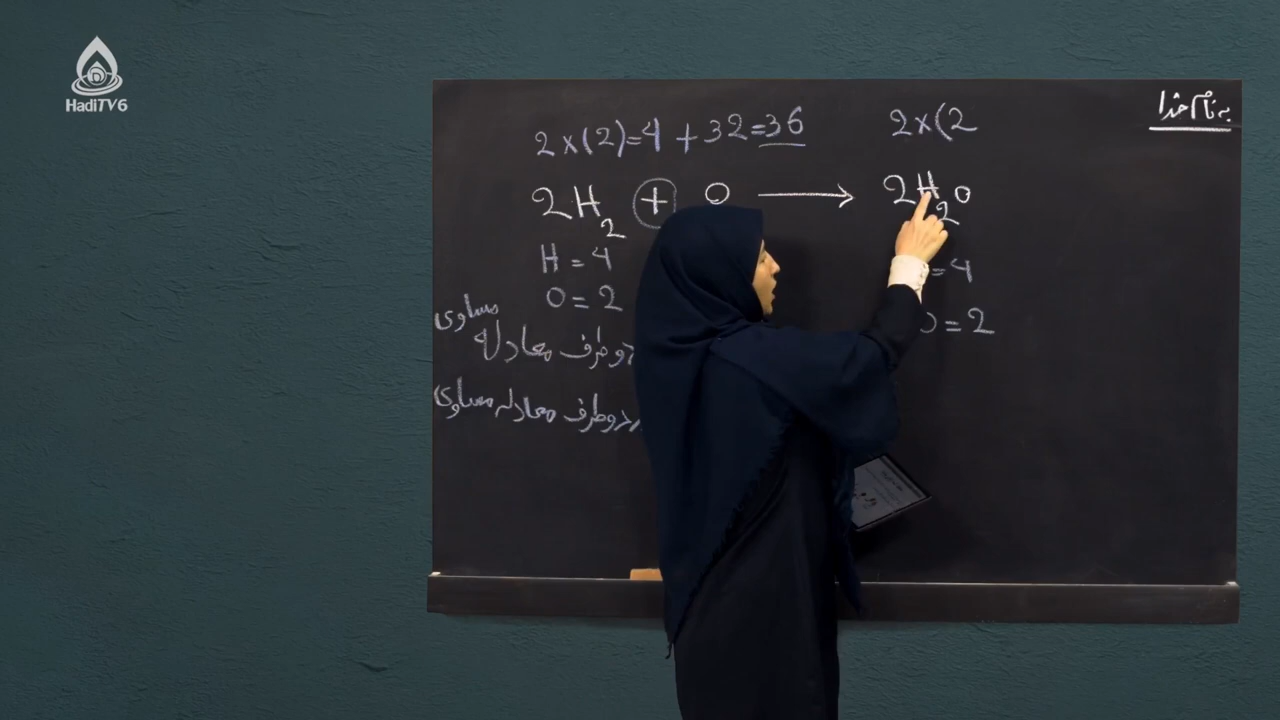 HadiTV6
به نام خدا
2×(2)=4 + 32=36
2×(2
2H2 + O → 2H2O
H = 4
= 4
O = 2
O = 2
مساوی
دو طرف معادله
دو طرف معادله مساوی